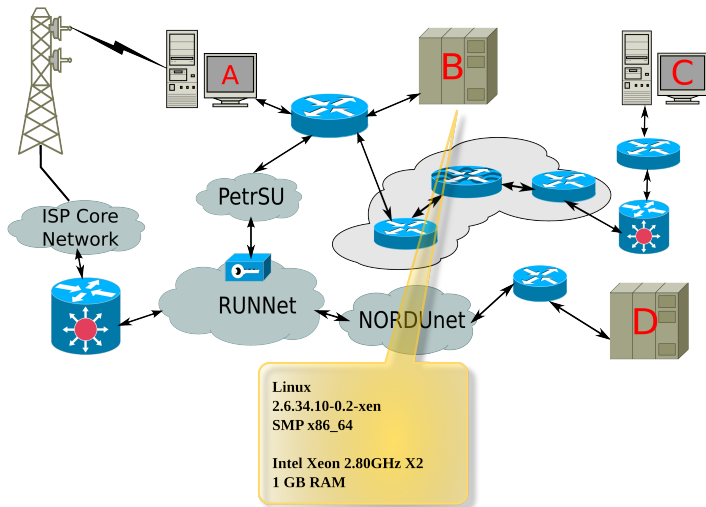 A
B
C
PetrSU
ISP Core
Network
RUNNet
NORDUnet
D
Linux
2.6.34.10-0.2-xen
SMP x86_64
Intel Xeon 2.80GHz X2
1 GB RAM